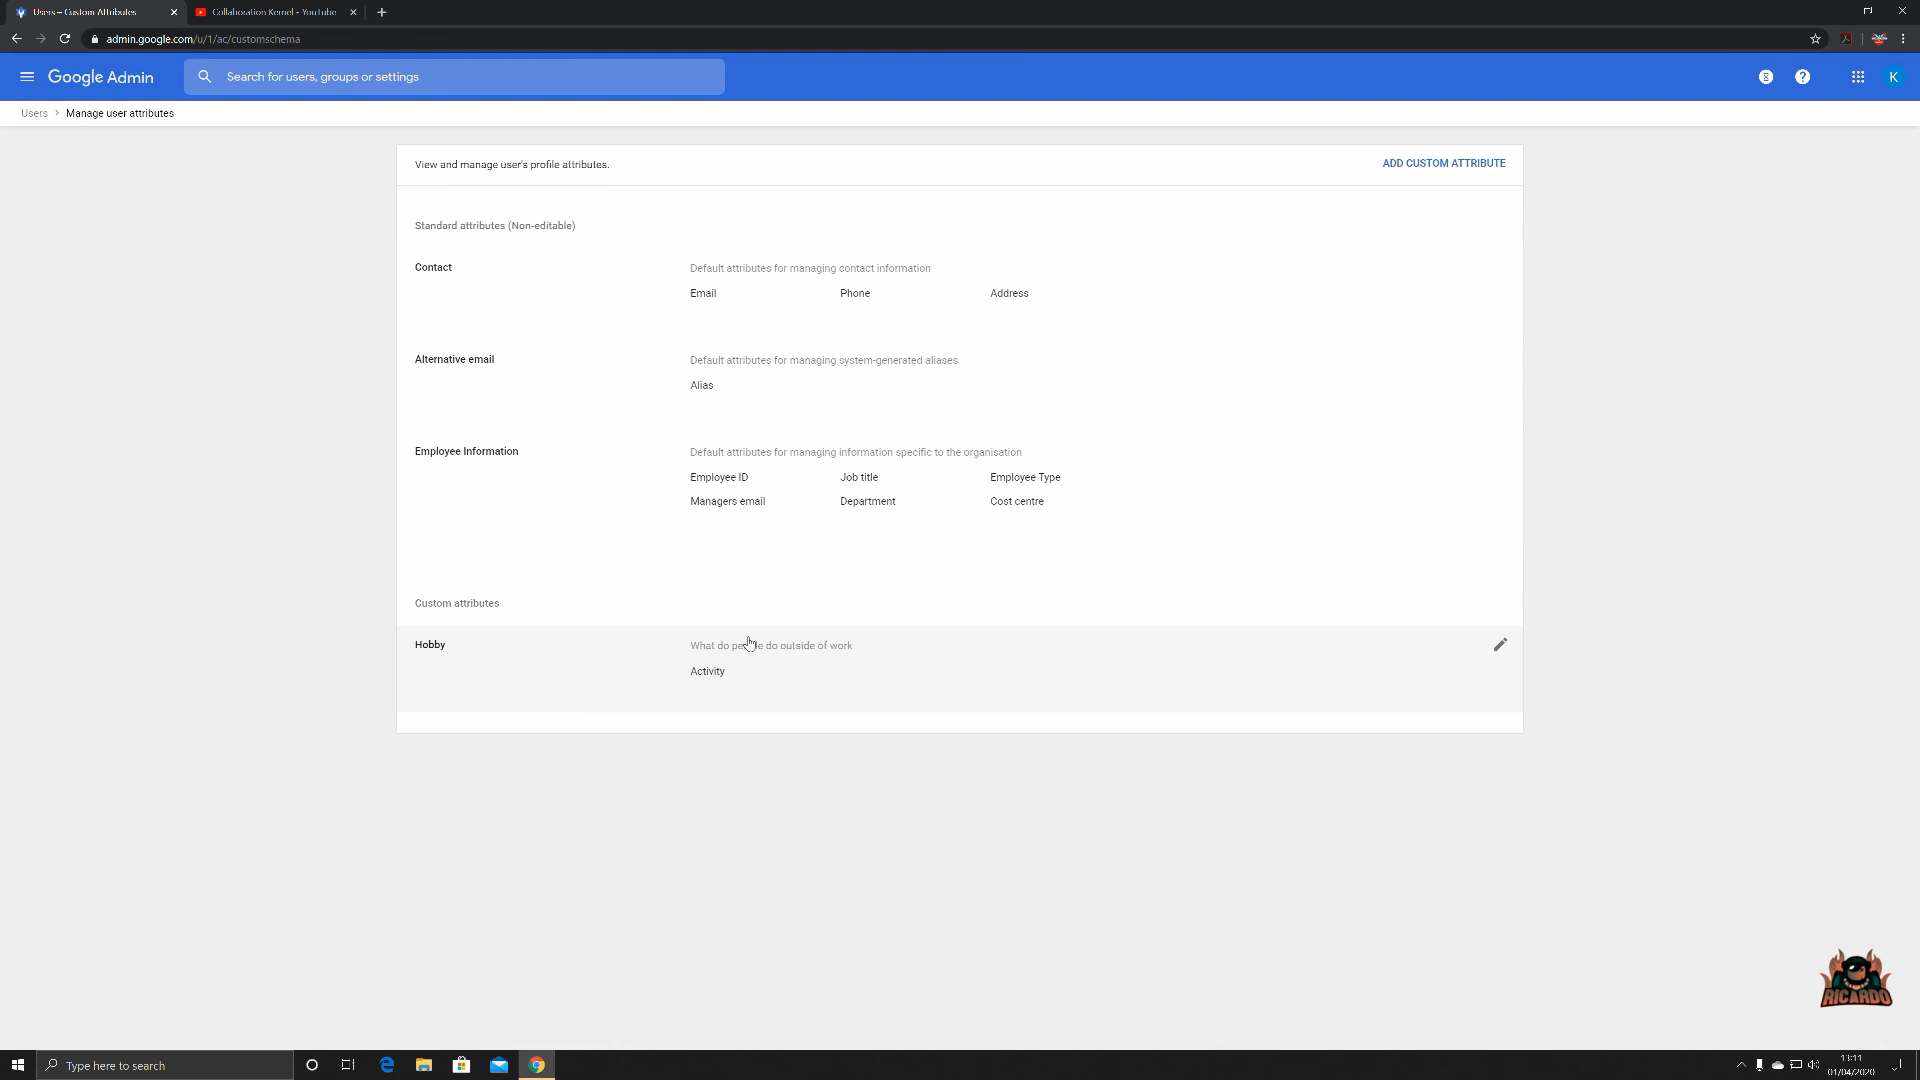 Users – Custom Attributes
Collaboration Kernel - YouTube
admin.google.com/u/1/ac/customschema
Google Admin
Search for users, groups or settings
K
Users > Manage user attributes
View and manage user's profile attributes.
ADD CUSTOM ATTRIBUTE
Standard attributes (Non-editable)
Contact
Default attributes for managing contact information
Email Phone Address
Alternative email
Default attributes for managing system-generated aliases
Alias
Employee Information
Default attributes for managing information specific to the organisation
Employee ID Job title Employee Type
Managers email Department Cost centre
Custom attributes
Hobby
What do people do outside of work
Activity
RICARDO
Type here to search
13:11
01/04/2020